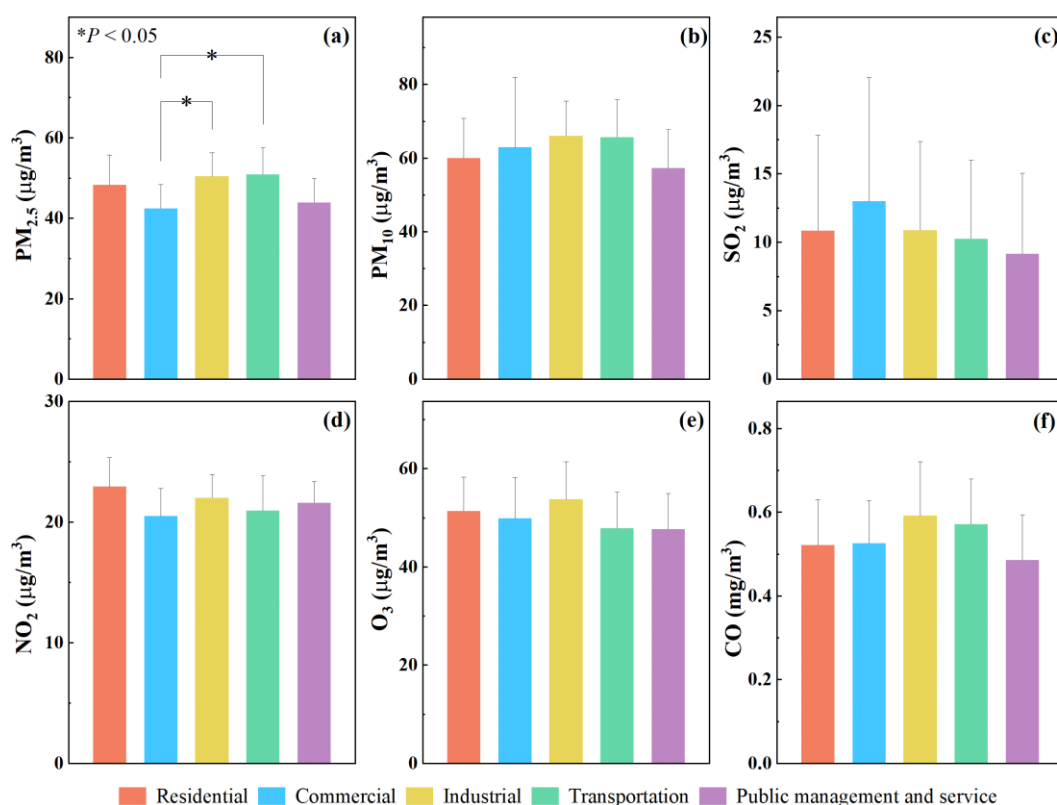 *P < 0.05
(a)
*
*
80
60
40
20
0
PM2.5 (μg/m3)
(b)
80
60
40
20
0
PM10 (μg/m3)
(c)
25
20
15
10
5
0
SO2 (μg/m3)
(d)
30
20
10
0
NO2 (μg/m3)
(e)
60
40
20
0
O3 (μg/m3)
(f)
0.8
0.6
0.4
0.2
0.0
CO (mg/m3)
Residential Commercial Industrial Transportation Public management and service